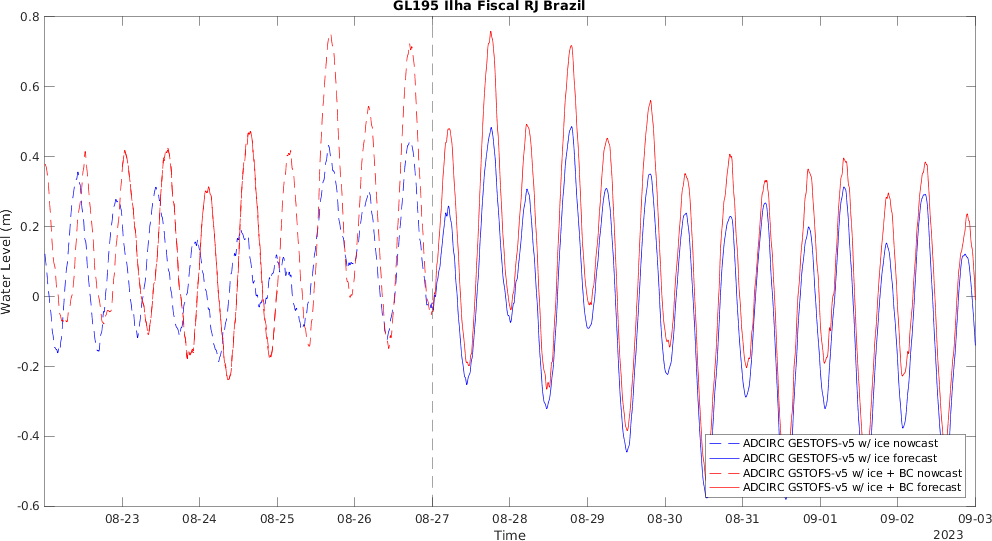 GL195 Ilha Fiscal RJ Brazil
Water Level (m)
0.8
0.6
0.4
0.2
0
-0.2
-0.4
-0.6
ADCIRC GESTOFS-v5 w/ ice nowcast
ADCIRC GESTOFS-v5 w/ ice forecast
ADCIRC GSTOFS-v5 w/ ice + BC nowcast
ADCIRC GSTOFS-v5 w/ ice + BC forecast
08-23 08-24 08-25 08-26 08-27 08-28 08-29 08-30 08-31 09-01 09-02 09-03
Time
2023